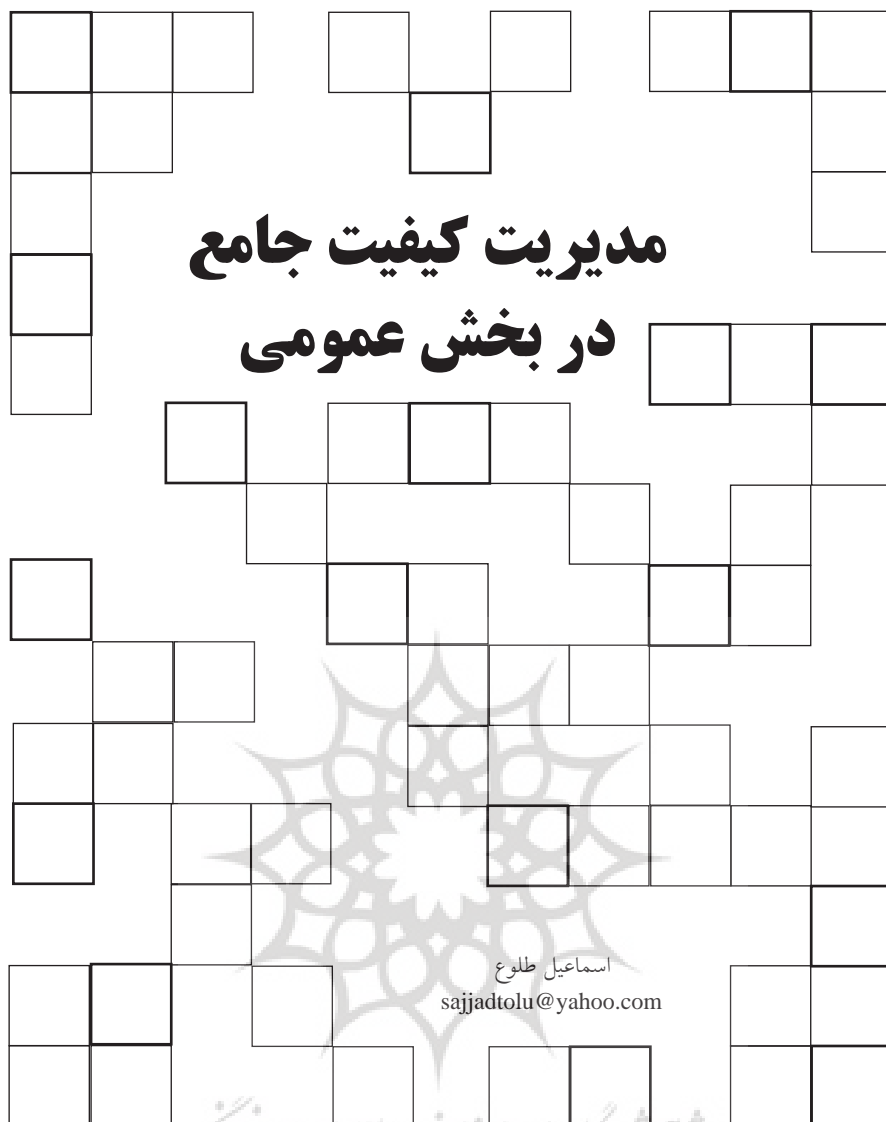 مدیریت کیفیت جامع
در بخش عمومی
اسماعیل طلوع
sajjadtolu@yahoo.com